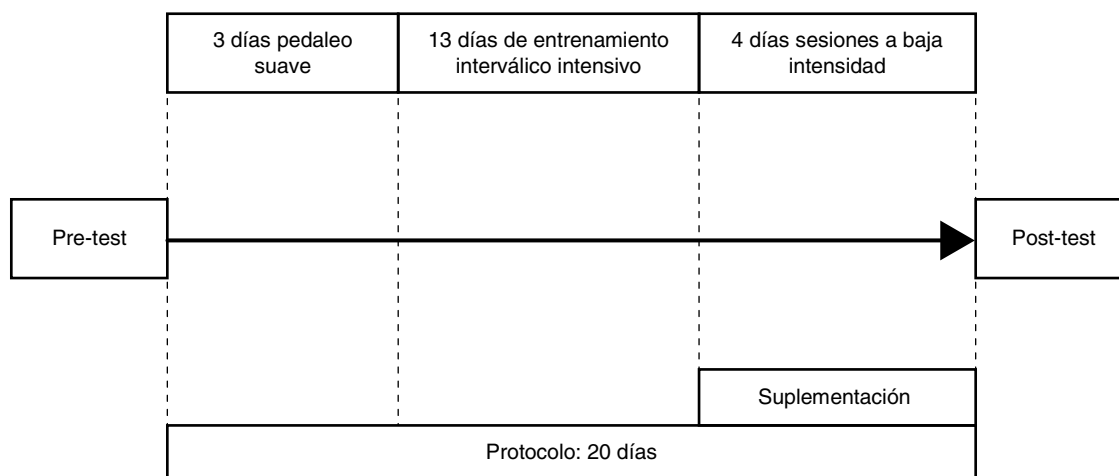 3 días pedaleo
suave
13 días de entrenamiento
interválico intensivo
4 días sesiones a baja
intensidad
Pre-test
Post-test
Suplementación
Protocolo: 20 días